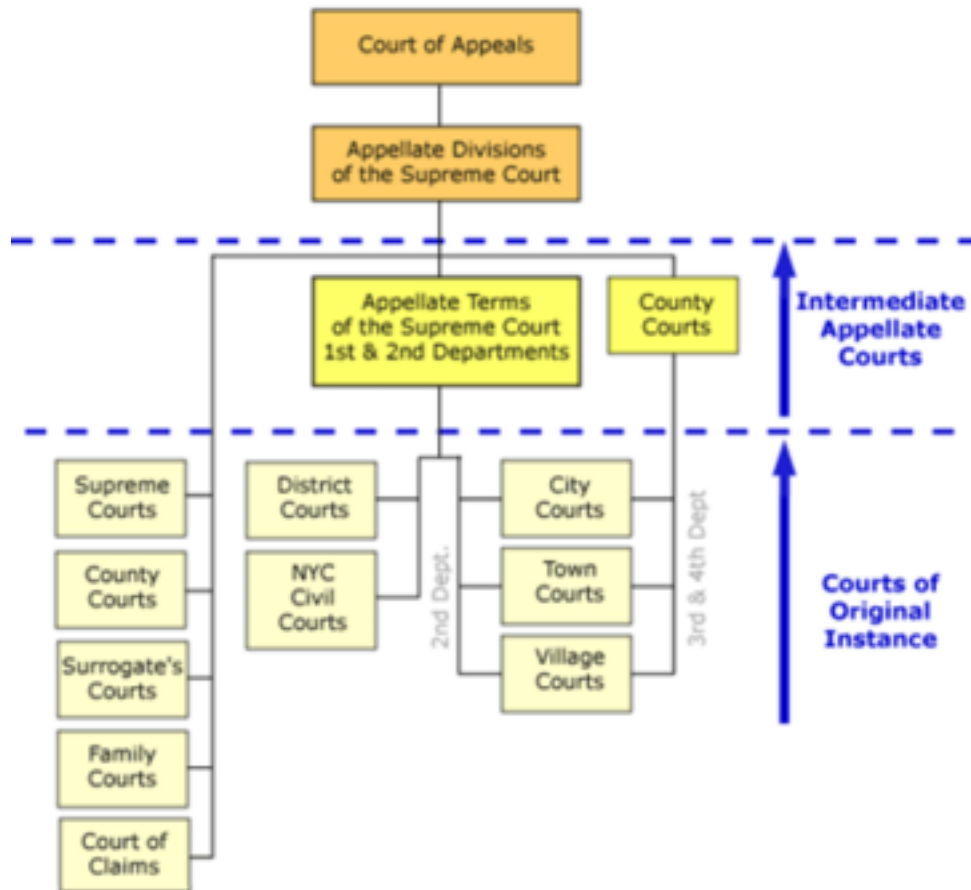 Court of Appeals
Appellate Divisions
of the Supreme Court
Appellate Terms
of the Supreme Court
1st & 2nd Departments
County
Courts
Intermediate
Appellate
Courts
Supreme
Courts
County
Courts
Surrogate's
Courts
Family
Courts
Court of
Claims
District
Courts
NYC
Civil
Courts
2nd Dept.
City
Courts
Town
Courts
Village
Courts
3rd & 4th Dept
Courts of
Original
Instance